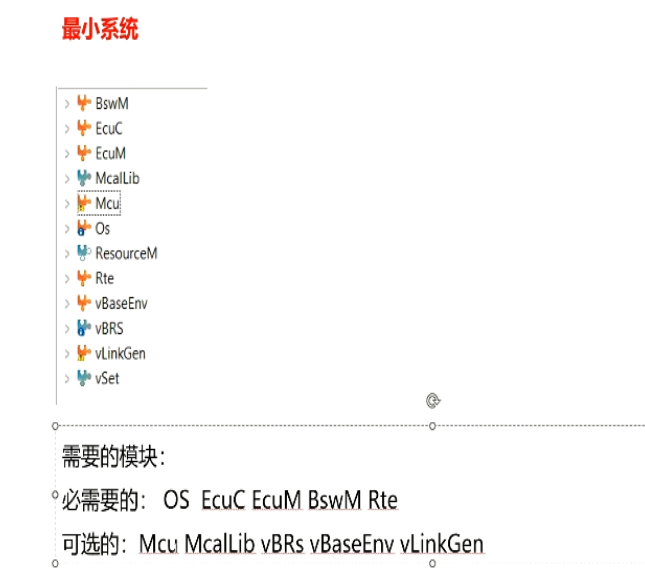 最小系统
BswM
EcuC
EcuM
McalLib
Mcu
Os
ResourceM
Rte
vBaseEnv
vBRS
vLinkGen
vSet
需要的模块：
必需要的： OS EcuC EcuM BswM Rte
可选的：Mcu McalLib vBRs vBaseEnv vLinkGen